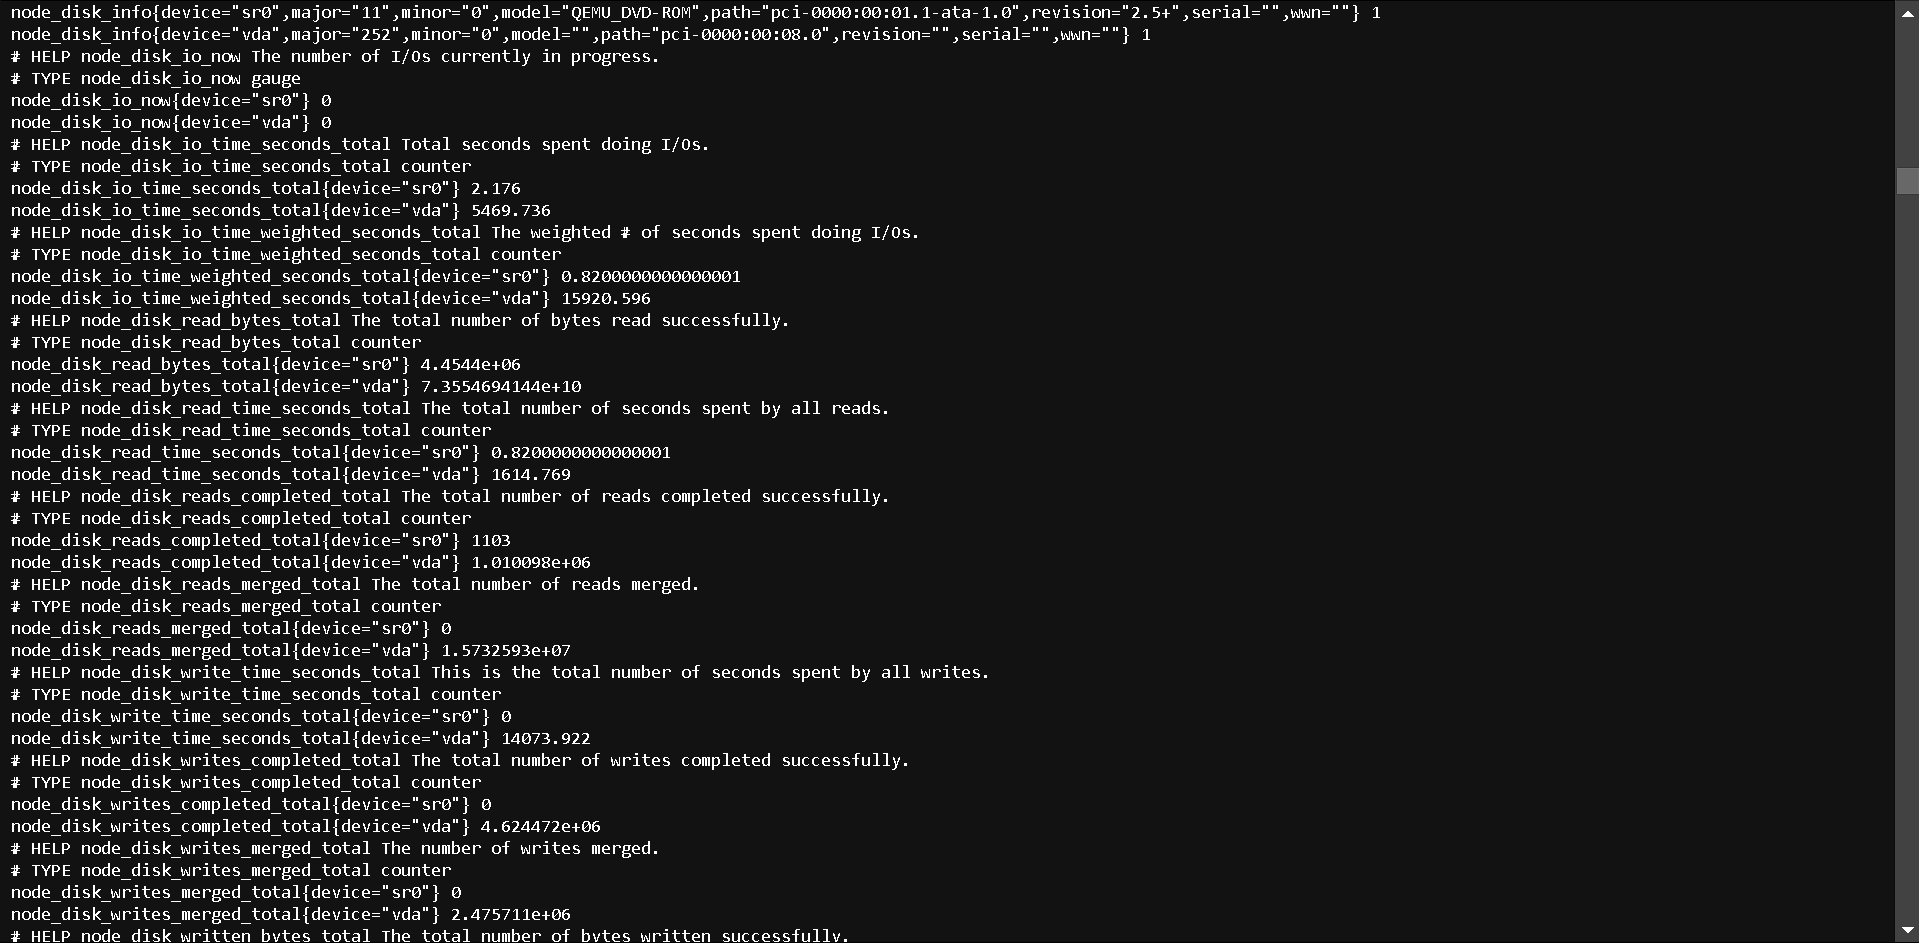 node_disk_info{device="sr0",major="11",minor="0",model="QEMU_DVD-ROM",path="pci-0000:00:01.1-ata-1.0",revision="2.5+",serial="",wwn=""} 1
node_disk_info{device="vda",major="252",minor="0",model="",path="pci-0000:00:08.0",revision="",serial="",wwn=""} 1
# HELP node_disk_io_now The number of I/Os currently in progress.
# TYPE node_disk_io_now gauge
node_disk_io_now{device="sr0"} 0
node_disk_io_now{device="vda"} 0
# HELP node_disk_io_time_seconds_total Total seconds spent doing I/Os.
# TYPE node_disk_io_time_seconds_total counter
node_disk_io_time_seconds_total{device="sr0"} 2.176
node_disk_io_time_seconds_total{device="vda"} 5469.736
# HELP node_disk_io_time_weighted_seconds_total The weighted # of seconds spent doing I/Os.
# TYPE node_disk_io_time_weighted_seconds_total counter
node_disk_io_time_weighted_seconds_total{device="sr0"} 0.8200000000000001
node_disk_io_time_weighted_seconds_total{device="vda"} 15920.596
# HELP node_disk_read_bytes_total The total number of bytes read successfully.
# TYPE node_disk_read_bytes_total counter
node_disk_read_bytes_total{device="sr0"} 4.4544e+06
node_disk_read_bytes_total{device="vda"} 7.3554694144e+10
# HELP node_disk_read_time_seconds_total The total number of seconds spent by all reads.
# TYPE node_disk_read_time_seconds_total counter
node_disk_read_time_seconds_total{device="sr0"} 0.8200000000000001
node_disk_read_time_seconds_total{device="vda"} 1614.769
# HELP node_disk_reads_completed_total The total number of reads completed successfully.
# TYPE node_disk_reads_completed_total counter
node_disk_reads_completed_total{device="sr0"} 1103
node_disk_reads_completed_total{device="vda"} 1.010098e+06
# HELP node_disk_reads_merged_total The total number of reads merged.
# TYPE node_disk_reads_merged_total counter
node_disk_reads_merged_total{device="sr0"} 0
node_disk_reads_merged_total{device="vda"} 1.5732593e+07
# HELP node_disk_write_time_seconds_total This is the total number of seconds spent by all writes.
# TYPE node_disk_write_time_seconds_total counter
node_disk_write_time_seconds_total{device="sr0"} 0
node_disk_write_time_seconds_total{device="vda"} 14073.922
# HELP node_disk_writes_completed_total The total number of writes completed successfully.
# TYPE node_disk_writes_completed_total counter
node_disk_writes_completed_total{device="sr0"} 0
node_disk_writes_completed_total{device="vda"} 4.624472e+06
# HELP node_disk_writes_merged_total The number of writes merged.
# TYPE node_disk_writes_merged_total counter
node_disk_writes_merged_total{device="sr0"} 0
node_disk_writes_merged_total{device="vda"} 2.475711e+06
# HELP node_disk_written_bytes_total The total number of bytes written successfully.